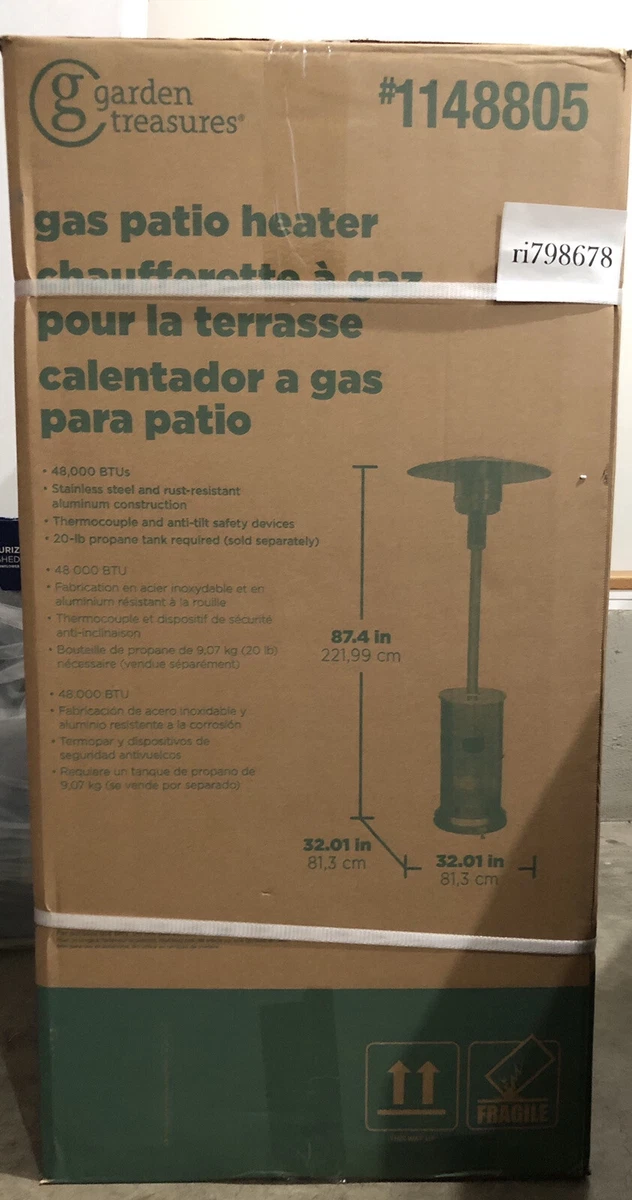 g garden
treasures®
#1148805
gas patio heater
ri798678
chaufferette à gaz
pour la terrasse
calentador a gas
para patio
• 48,000 BTUs
• Stainless steel and rust-resistant
aluminum construction
• Thermocouple and anti-tilt safety devices
• 20-lb propane tank required (sold separately)
• 48 000 BTU
• Fabrication en acier inoxydable et en
aluminium résistant à la rouille
• Thermocouple et dispositif de sécurité
anti-inclinaison
• Bouteille de propane de 9,07 kg (20 lb)
nécessaire (vendue séparément)
• 48 000 BTU
• Fabricación de acero inoxidable y
aluminio resistente a la corrosión
• Termopar y dispositivos de
seguridad antivuelcos
• Requiere un tanque de propano de
9,07 kg (se vende por separado)
87.4 in
221,99 cm
32.01 in
81,3 cm
32.01 in
81,3 cm
FRAGILE